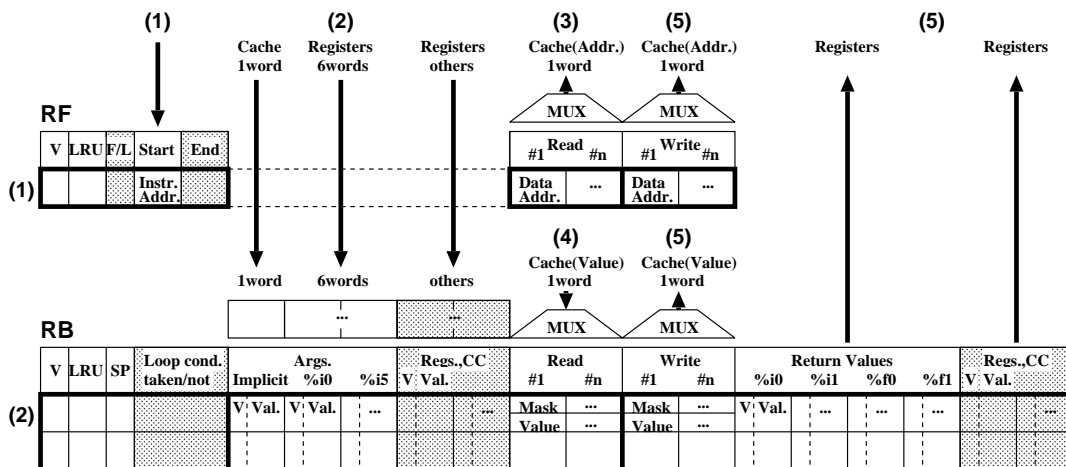 (1) (2) (3) (5) (5)
Cache Registers Registers Cache(Addr.) Cache(Addr.) Registers Registers
1word 6words others 1word 1word
RF MUX MUX
V LRU F/L Start End Read Write
#1 #n #1 #n
(1) Instr. Data ... Data ...
Addr. Addr. Addr.
(4) (5)
Cache(Value) Cache(Value)
1word 6words others 1word 1word
... ...
RB MUX MUX
V LRU SP Loop cond. Args. Regs.,CC Read Write Return Values Regs.,CC
taken/not Implicit %i0 %i5 V Val. #1 #n #1 #n %i0 %i1 %f0 %f1 V Val.
(2) V Val. V Val. ... ... Mask ... Mask ... V Val. ... ... ... ...
Value ... Value ...